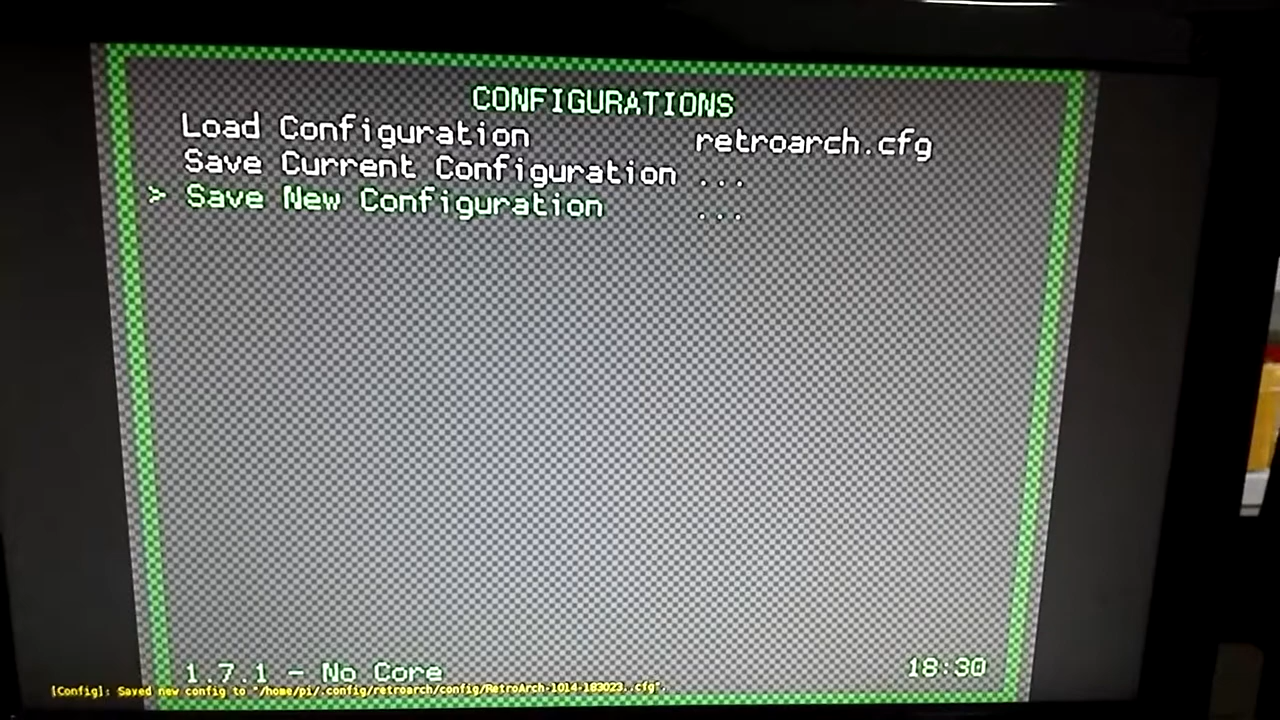 CONFIGURATIONS
Load Configuration retroarch.cfg
Save Current Configuration ...
> Save New Configuration ...
1.7.1 - No Core 18:30
[Config]: Saved new config to "/home/pi/.config/retroarch/config/RetroArch-1014-183023..cfg".